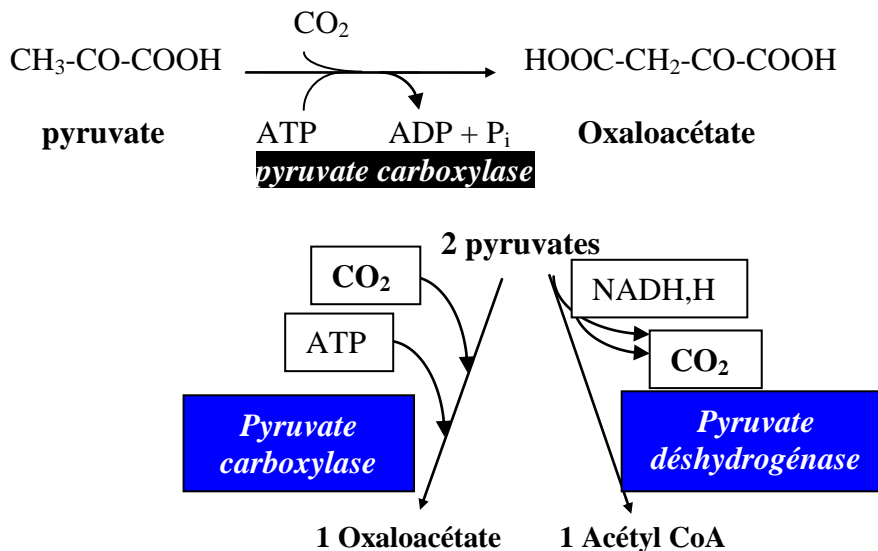 CO₂
CH₃-CO-COOH HOOC-CH₂-CO-COOH
pyruvate ATP ADP + Pᵢ Oxaloacétate
pyruvate carboxylase
2 pyruvates
CO₂
NADH,H
ATP
CO₂
Pyruvate
carboxylase
Pyruvate
déshydrogénase
1 Oxaloacétate 1 Acétyl CoA